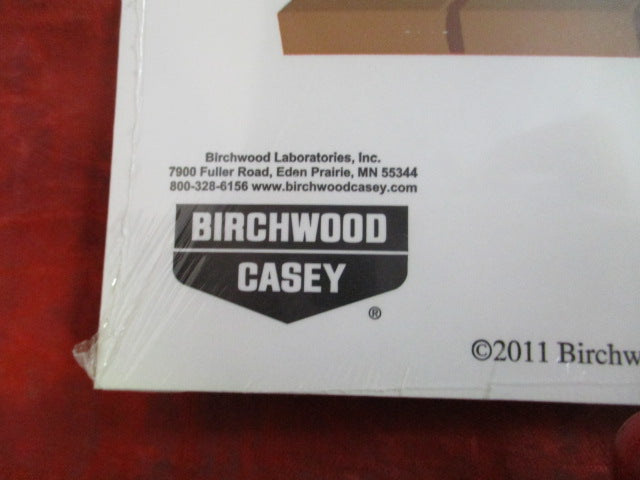 Birchwood Laboratories, Inc.
7900 Fuller Road, Eden Prairie, MN 55344
800-328-6156 www.birchwoodcasey.com
BIRCHWOOD
CASEY
®
©2011 Birchw